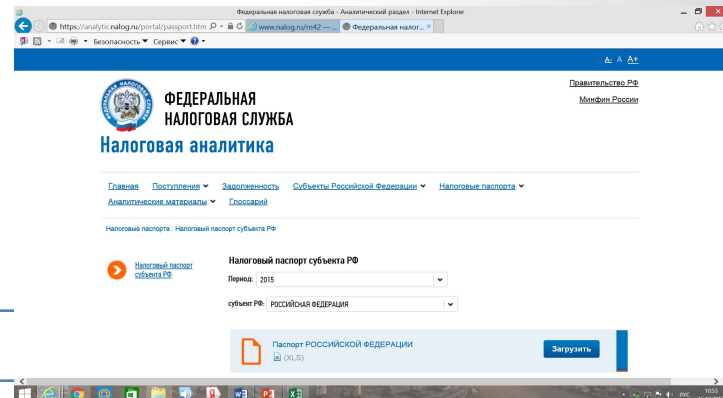 Федеральная налоговая служба - Аналитический раздел - Internet Explorer
https://analytic.nalog.ru/portal/passport.htm
www.nalog.ru/rn42 — ...
Федеральная налог...
Безопасность Сервис
A- A A+
Правительство РФ
Минфин России
ФЕДЕРАЛЬНАЯ
НАЛОГОВАЯ СЛУЖБА
Налоговая аналитика
Главная Поступления Задолженность Субъекты Российской Федерации Налоговые паспорта
Аналитические материалы Глоссарий
Налоговые паспорта / Налоговый паспорт субъекта РФ
Налоговый паспорт
субъекта РФ
Налоговый паспорт субъекта РФ
Период: 2015
субъект РФ: РОССИЙСКАЯ ФЕДЕРАЦИЯ
Паспорт РОССИЙСКОЙ ФЕДЕРАЦИИ
(XLS)
Загрузить
РУС
10:53